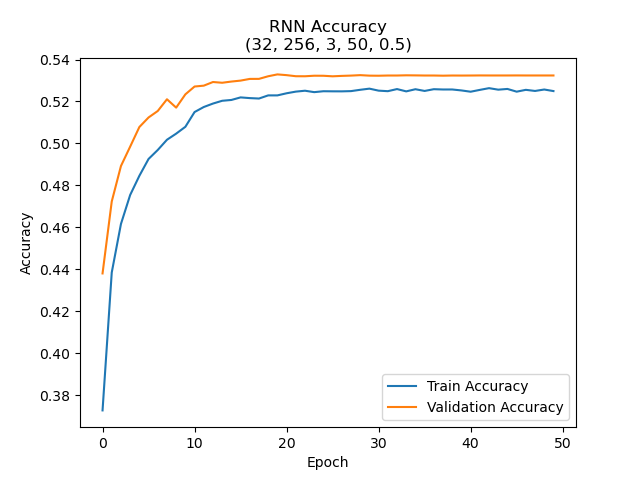 RNN Accuracy
(32, 256, 3, 50, 0.5)
Accuracy
0.54
0.52
0.50
0.48
0.46
0.44
0.42
0.40
0.38
Train Accuracy
Validation Accuracy
0
10
20
30
40
50
Epoch